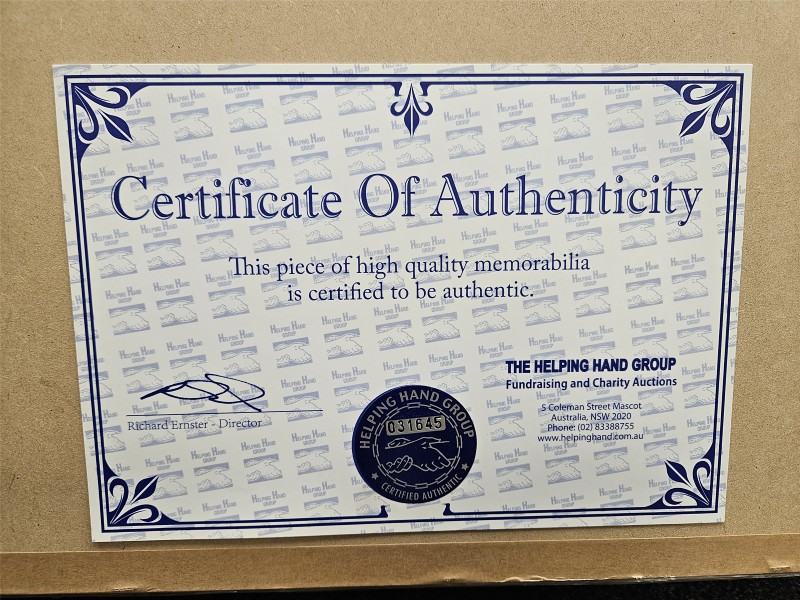 Certificate Of Authenticity
This piece of high quality memorabilia
is certified to be authentic.
Richard Ernster - Director
HELPING HAND GROUP
031645
CERTIFIED AUTHENTIC
THE HELPING HAND GROUP
Fundraising and Charity Auctions
5 Coleman Street Mascot
Australia, NSW 2020
Phone: (02) 83388755
www.helpinghand.com.au